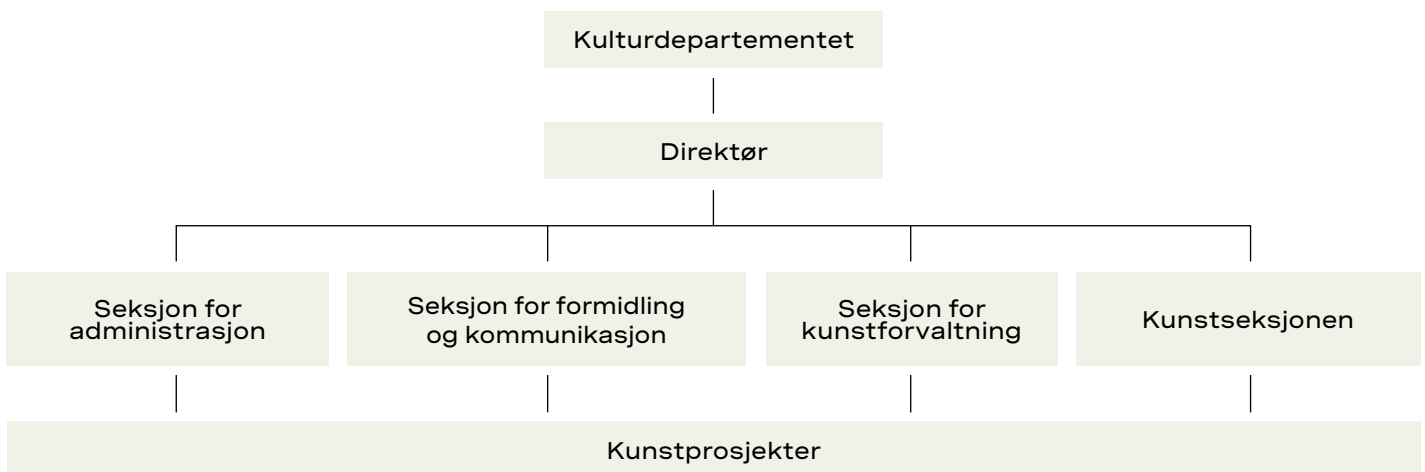 Kulturdepartementet
Direktør
Seksjon for
administrasjon
Seksjon for formidling
og kommunikasjon
Seksjon for
kunstforvaltning
Kunstseksjonen
Kunstprosjekter